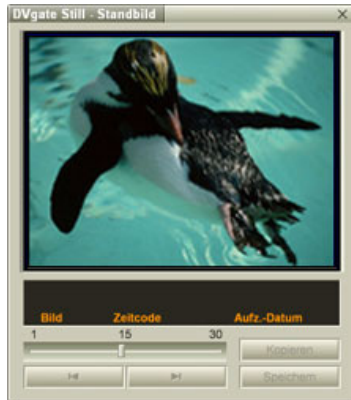 DVgate Still - Standbild
Bild Zeitcode Aufz.-Datum
1 15 30
Kopieren
Speichern